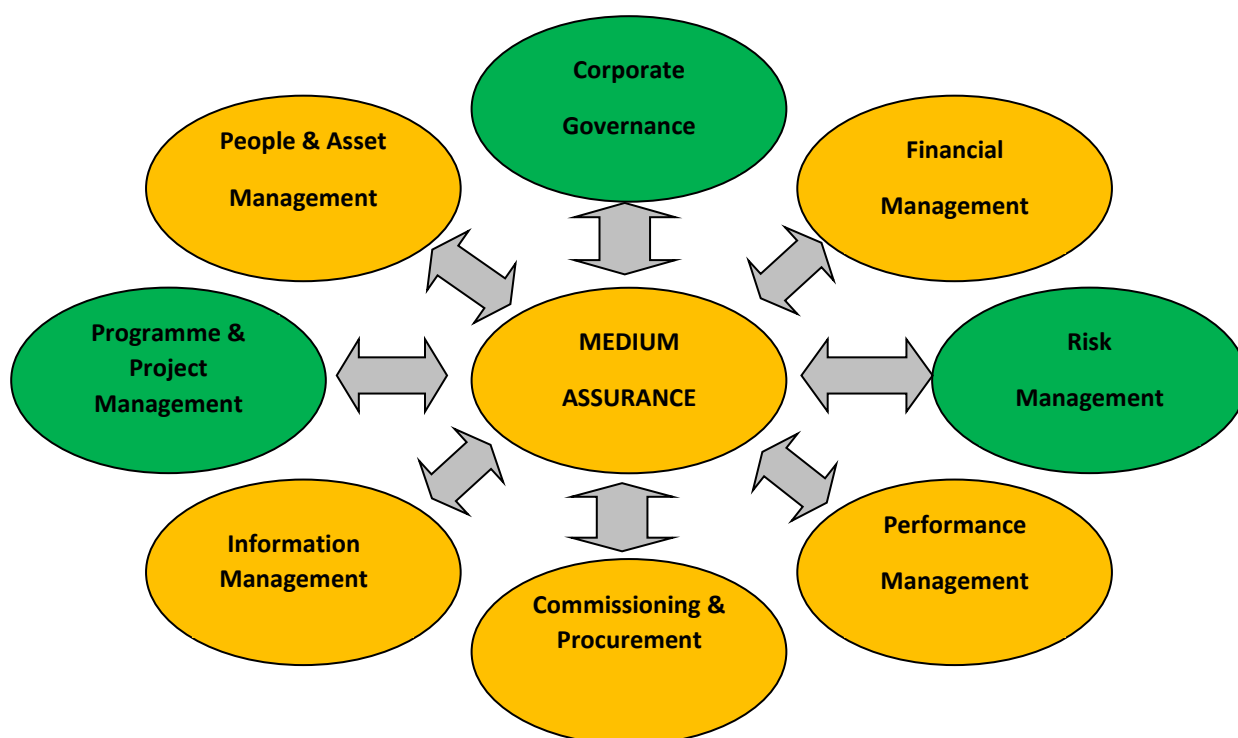 Corporate
Governance
People & Asset
Management
Financial
Management
Programme &
Project
Management
MEDIUM
ASSURANCE
Risk
Management
Information
Management
Performance
Management
Commissioning &
Procurement